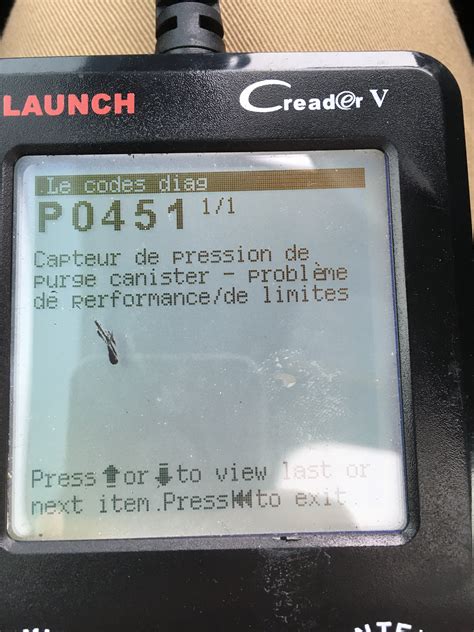 LAUNCH Creader V
.Le codes diag
P0451 1/1
Capteur de pression de
purge canister - problème
de performance/de limites
Press or to view last or
next item.Press to exit